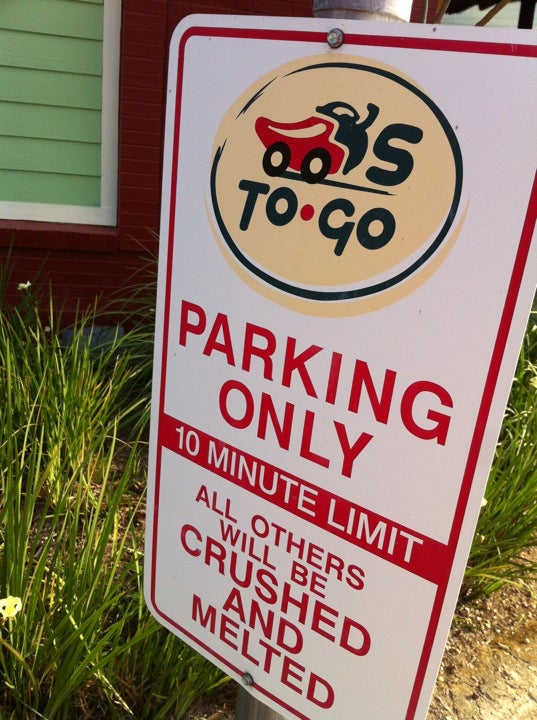 'S
TO•GO
PARKING
ONLY
10 MINUTE LIMIT
ALL OTHERS
WILL BE
CRUSHED
AND
MELTED